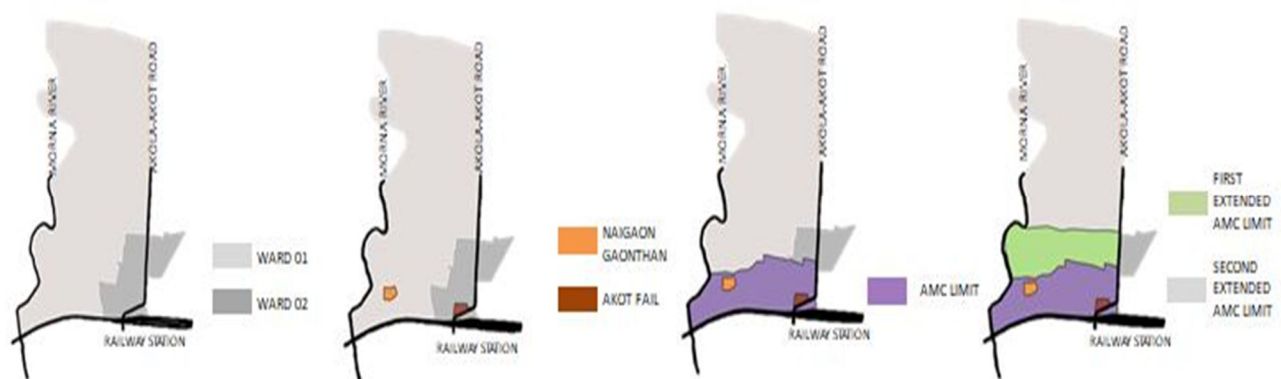 MORNA RIVER
AKOLA-AKOT ROAD
WARD 01
WARD 02
RAILWAY STATION
MORNA RIVER
AKOLA-AKOT ROAD
NAIGAON
GAONTHAN
AKOT FAIL
RAILWAY STATION
MORNA RIVER
AKOLA-AKOT ROAD
AMC LIMIT
RAILWAY STATION
MORNA RIVER
AKOLA-AKOT ROAD
FIRST
EXTENDED
AMC LIMIT
SECOND
EXTENDED
AMC LIMIT
RAILWAY STATION